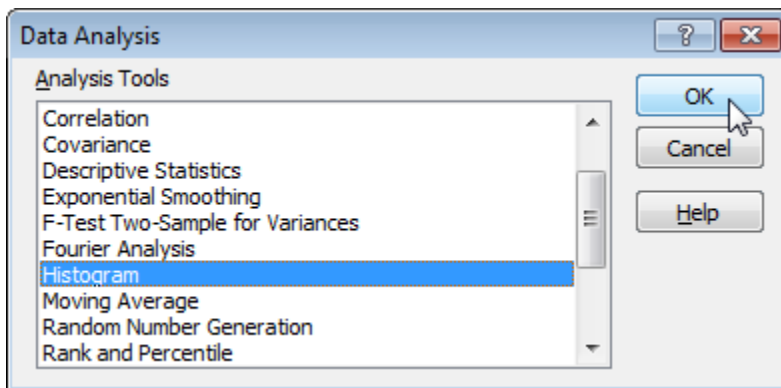 Data Analysis
Analysis Tools
Correlation
Covariance
Descriptive Statistics
Exponential Smoothing
F-Test Two-Sample for Variances
Fourier Analysis
Histogram
Moving Average
Random Number Generation
Rank and Percentile
OK
Cancel
Help